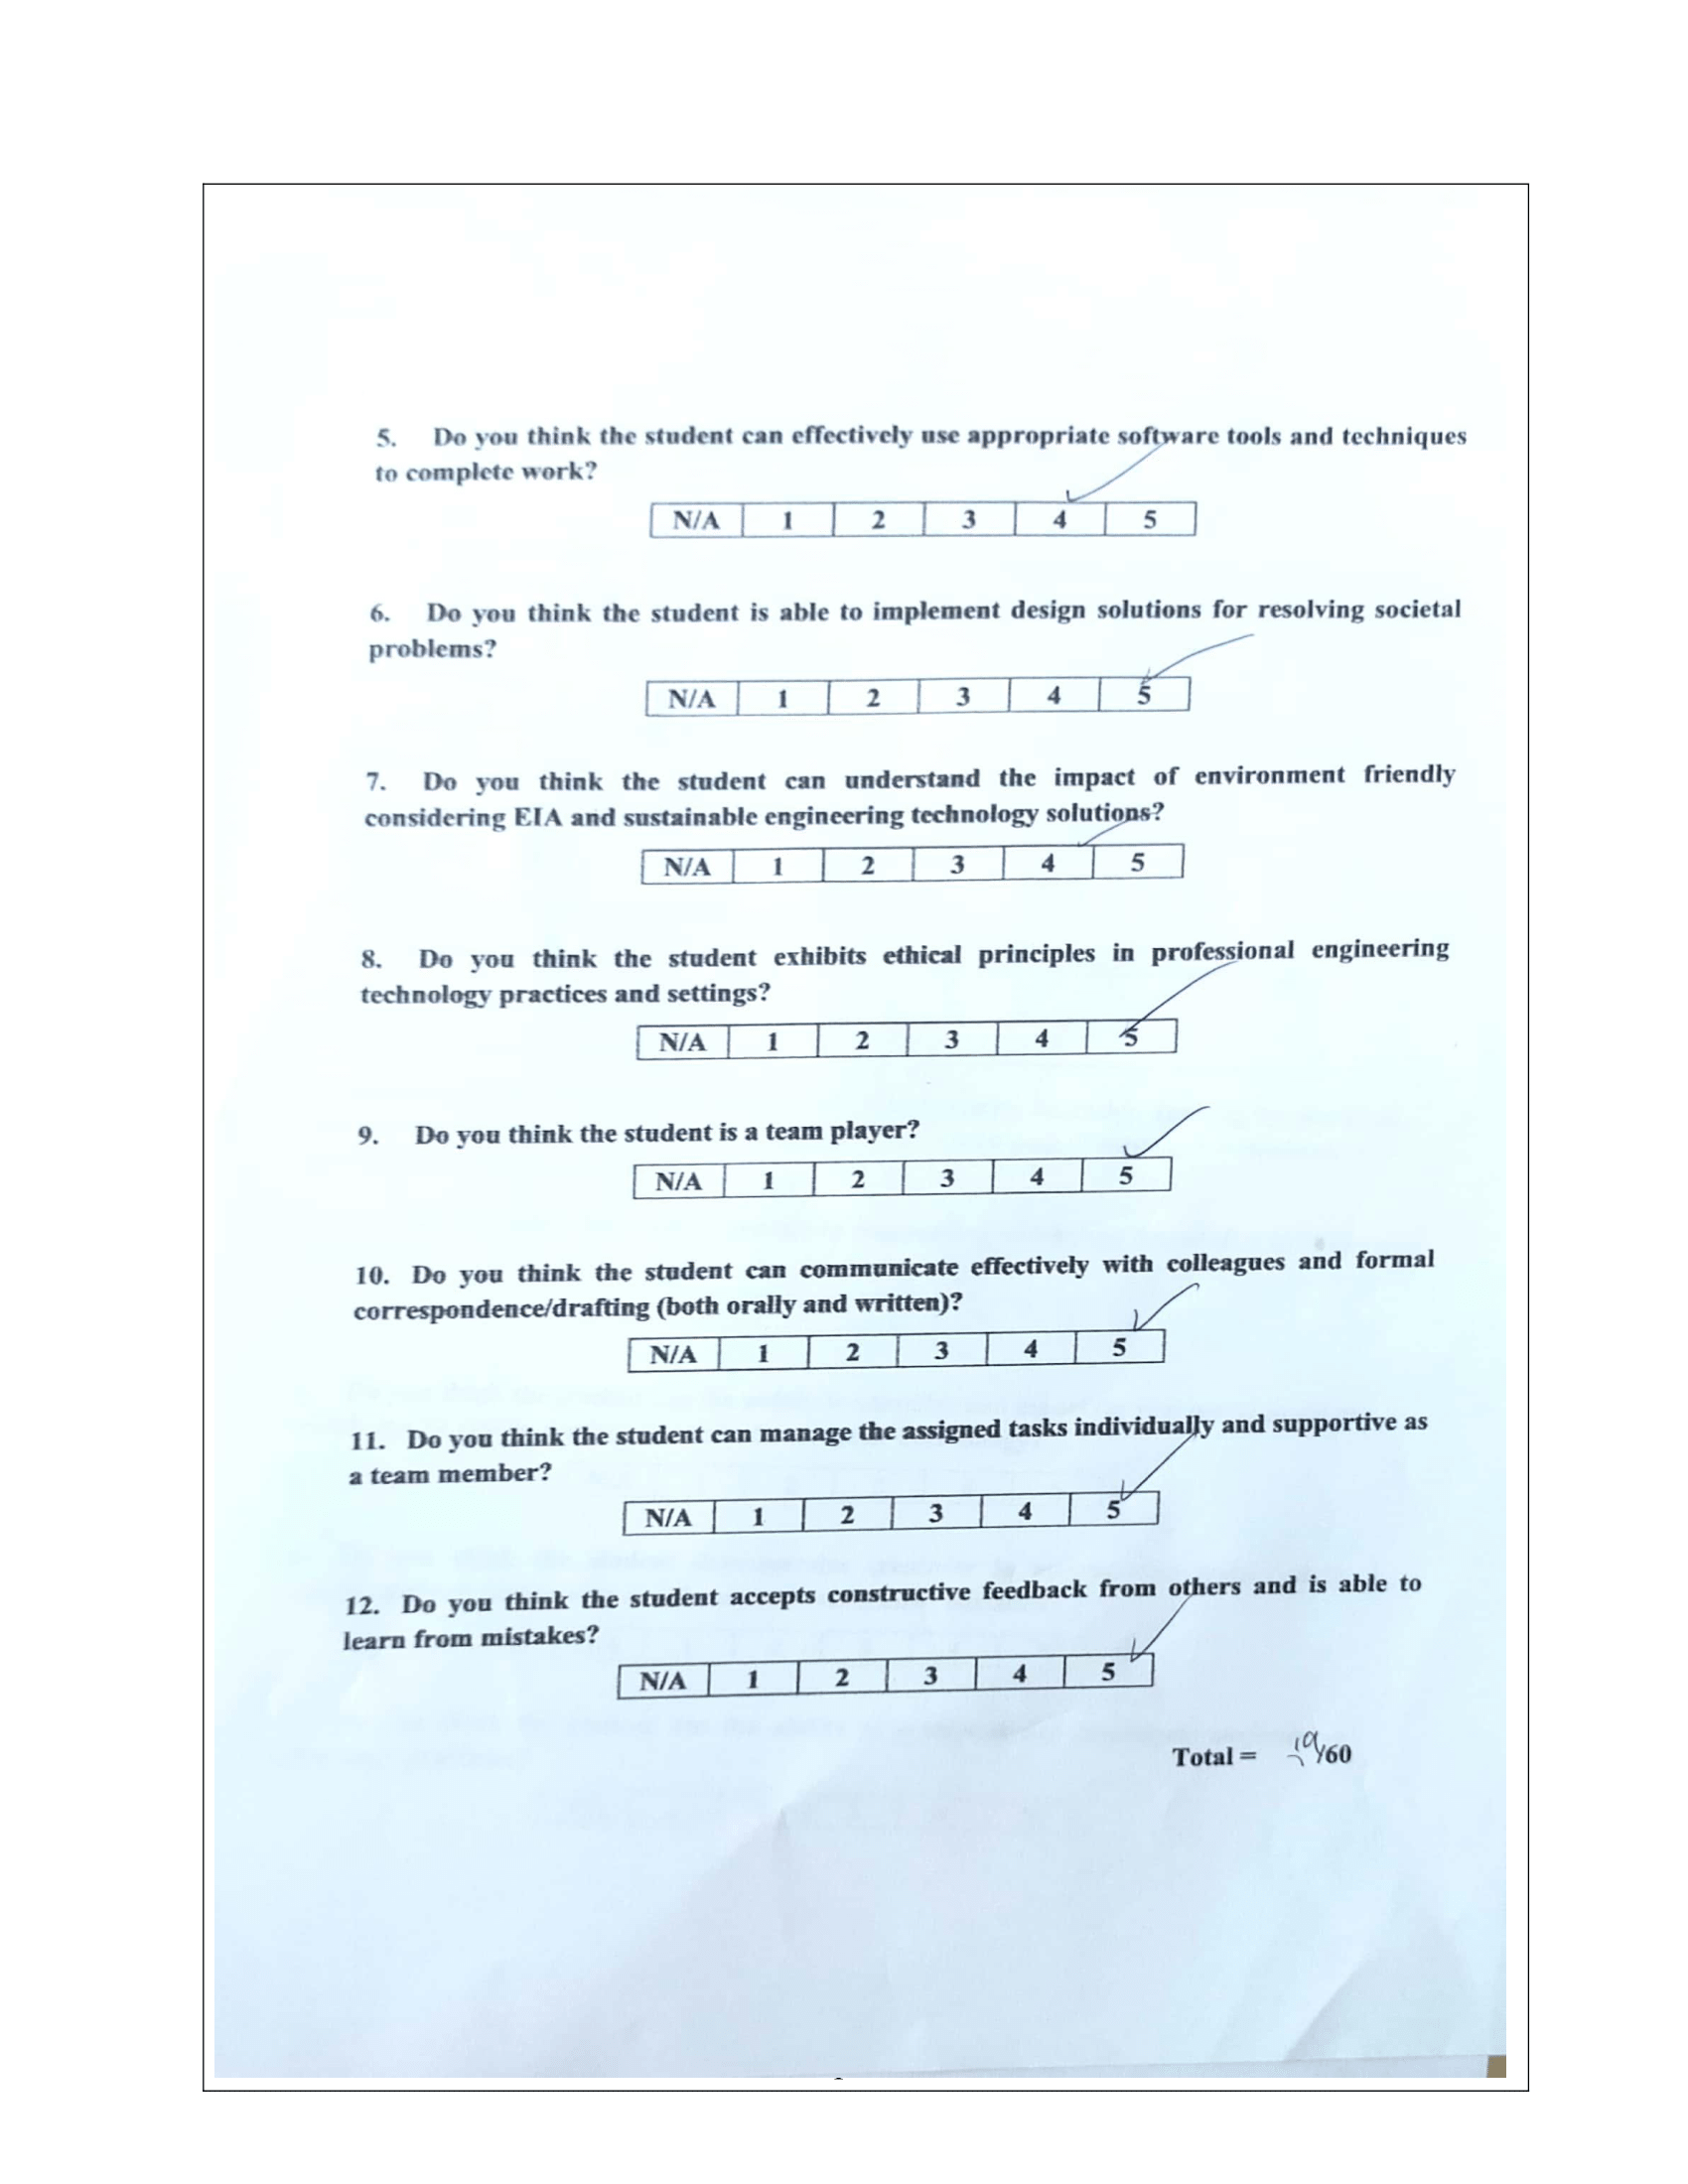 5. Do you think the student can effectively use appropriate software tools and techniques
to complete work?
N/A 1 2 3 4 5
6. Do you think the student is able to implement design solutions for resolving societal
problems?
N/A 1 2 3 4 5
7. Do you think the student can understand the impact of environment friendly
considering EIA and sustainable engineering technology solutions?
N/A 1 2 3 4 5
8. Do you think the student exhibits ethical principles in professional engineering
technology practices and settings?
N/A 1 2 3 4 5
9. Do you think the student is a team player?
N/A 1 2 3 4 5
10. Do you think the student can communicate effectively with colleagues and formal
correspondence/drafting (both orally and written)?
N/A 1 2 3 4 5
11. Do you think the student can manage the assigned tasks individually and supportive as
a team member?
N/A 1 2 3 4 5
12. Do you think the student accepts constructive feedback from others and is able to
learn from mistakes?
N/A 1 2 3 4 5
Total = /60